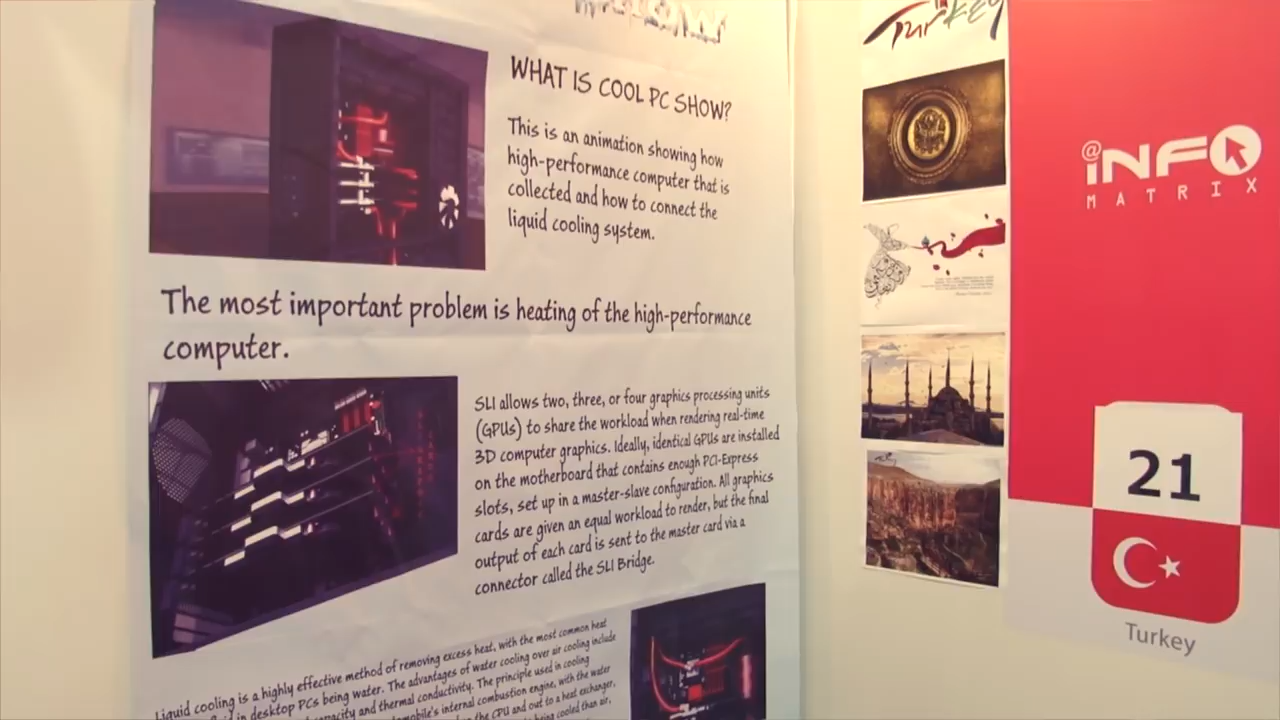 WHAT IS COOL PC SHOW?
This is an animation showing how
high-performance computer that is
collected and how to connect the
liquid cooling system.
The most important problem is heating of the high-performance
computer.
SLI allows two, three, or four graphics processing units
(GPUs) to share the workload when rendering real-time
3D computer graphics. Ideally, identical GPUs are installed
on the motherboard that contains enough PCI-Express
slots, set up in a master-slave configuration. All graphics
cards are given an equal workload to render, but the final
output of each card is sent to the master card via a
connector called the SLI Bridge.
Liquid cooling is a highly effective method of removing excess heat, with the most common heat
in desktop PCs being water. The advantages of water cooling over air cooling include
capacity and thermal conductivity. The principle used in cooling
internal combustion engine, with the water
the CPU and out to a heat exchanger,
being cooled than air,
Turkey
@INFO
MATRIX
21
Turkey